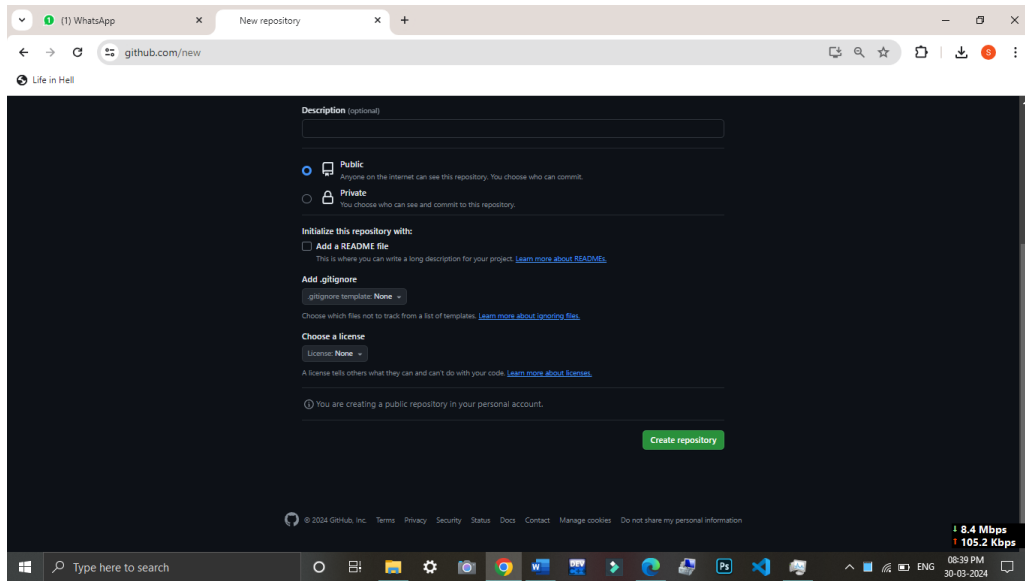 1 (1) WhatsApp
New repository
github.com/new
S
Life in Hell
Description (optional)
Public
Anyone on the internet can see this repository. You choose who can commit.
Private
You choose who can see and commit to this repository.
Initialize this repository with:
Add a README file
This is where you can write a long description for your project. Learn more about READMEs.
Add .gitignore
.gitignore template: None
Choose which files not to track from a list of templates. Learn more about ignoring files.
Choose a license
License: None
A license tells others what they can and can't do with your code. Learn more about licenses.
You are creating a public repository in your personal account.
Create repository
© 2024 GitHub, Inc. Terms Privacy Security Status Docs Contact Manage cookies Do not share my personal information
8.4 Mbps
105.2 Kbps
Type here to search
W
DEV
Ps
ENG
08:39 PM
30-03-2024